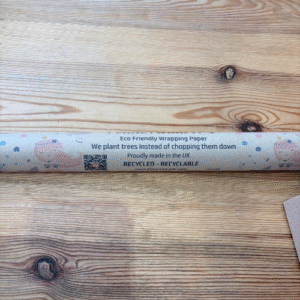 Eco Friendly Wrapping Paper
We plant trees instead of chopping them down
Proudly made in the UK
RECYCLED - RECYCLABLE